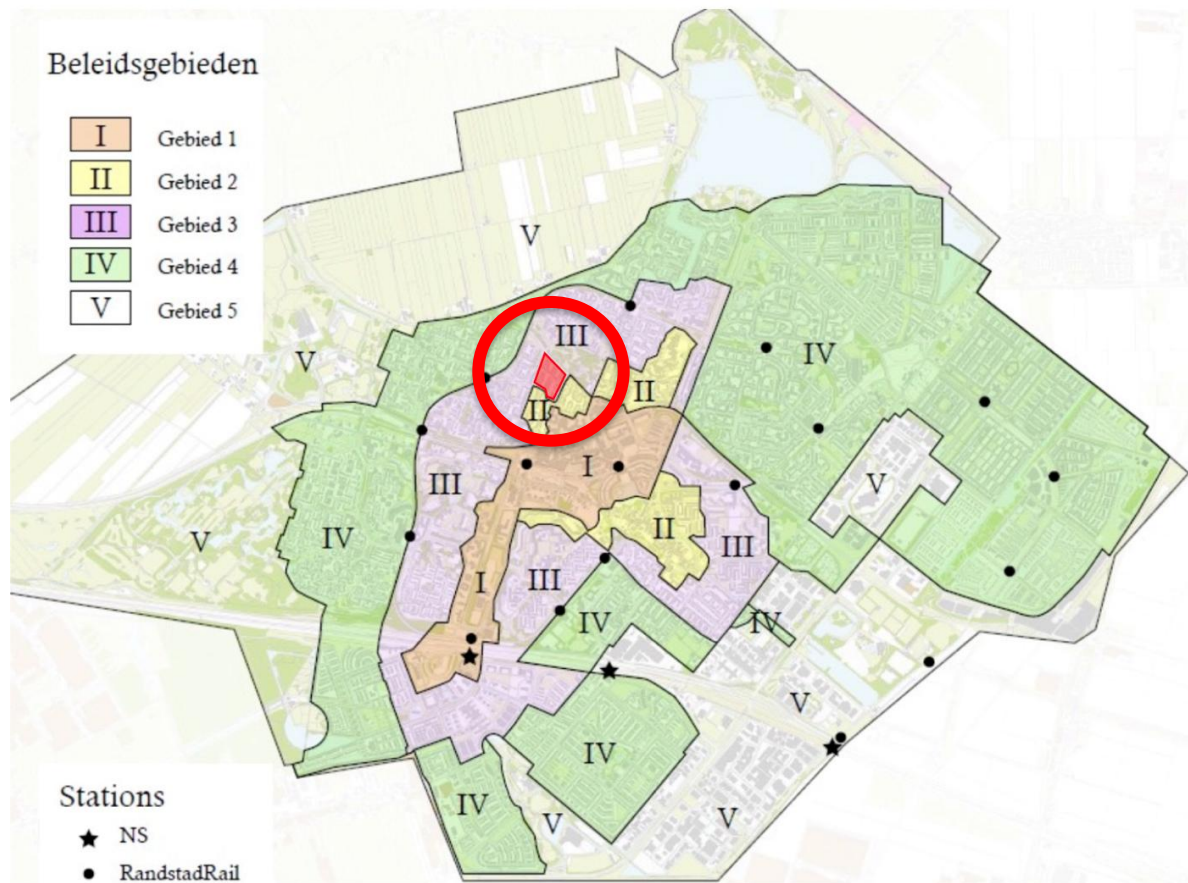 Beleidsgebieden
I Gebied 1
II Gebied 2
III Gebied 3
IV Gebied 4
V Gebied 5
V
III
V
IV
II
II
I
III
V
V
IV
II
III
I
III
IV
IV
V
IV
IV
V
V
Stations
NS
RandstadRail